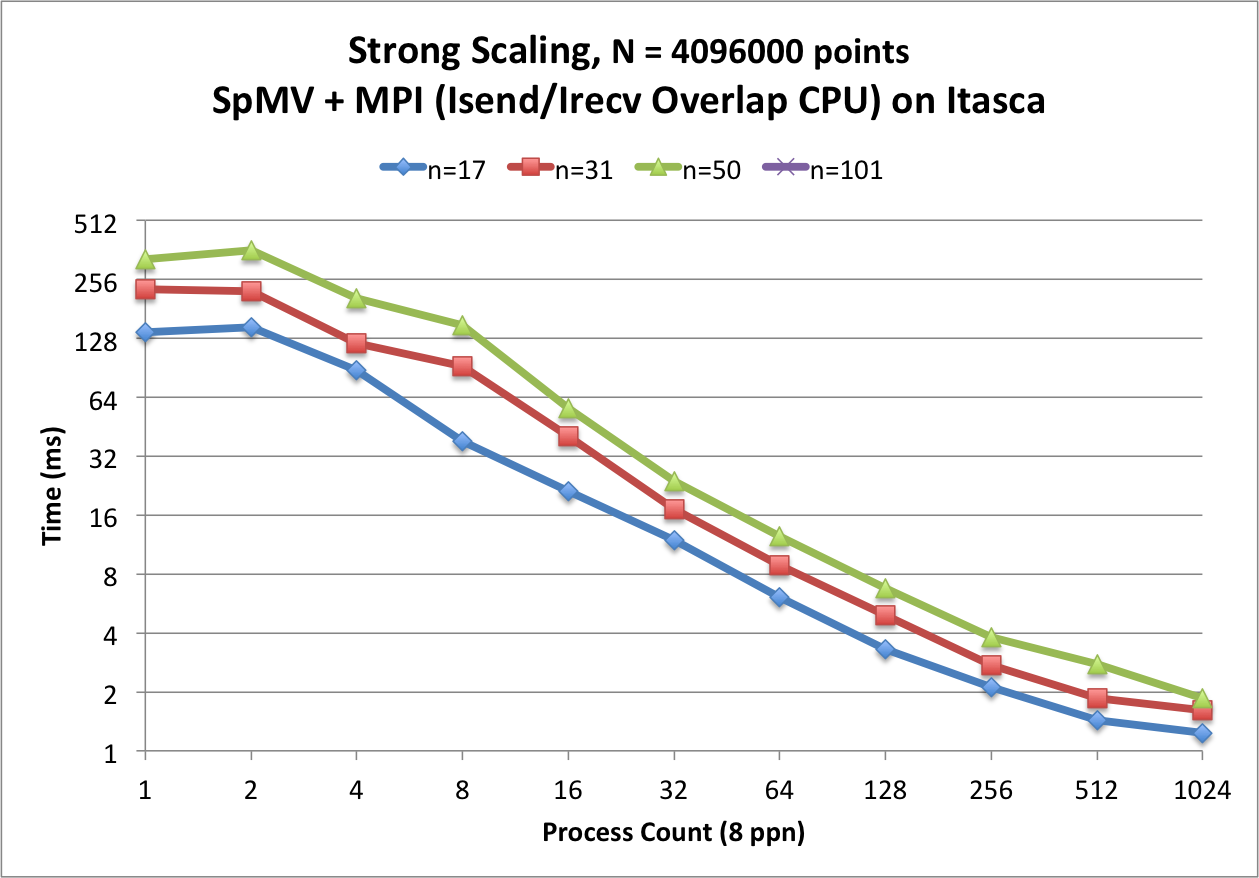 Strong Scaling, N = 4096000 points
SpMV + MPI (Isend/Irecv Overlap CPU) on Itasca
n=17 n=31 n=50 n=101
512
256
128
64
32
16
8
4
2
1
Time (ms)
1 2 4 8 16 32 64 128 256 512 1024
Process Count (8 ppn)